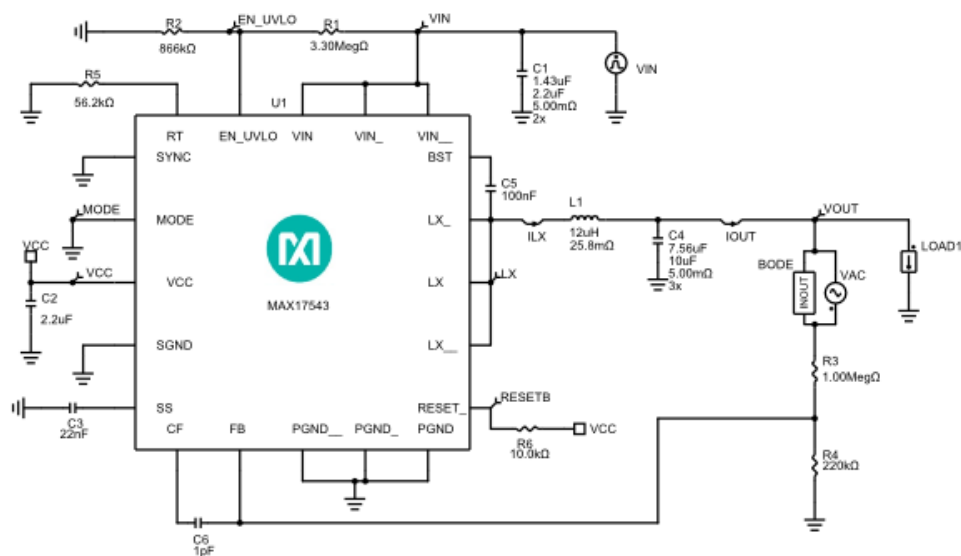 R2
EN_UVLO
R1
VIN
866kΩ
3.30MegΩ
R5
56.2kΩ
U1
C1
1.43uF
2.2uF
5.00mΩ
2x
VIN
RT
EN_UVLO
VIN
VIN_
VIN__
SYNC
BST
C5
100nF
MODE
MODE
LX_
ILX
L1
12uH
25.8mΩ
C4
7.56uF
10uF
5.00mΩ
3x
IOUT
VOUT
LOAD1
VCC
VCC
VCC
LX
LX
BODE
INOUT
VAC
C2
2.2uF
MAX17543
SGND
LX__
R3
1.00MegΩ
SS
C3
22nF
RESET_
RESETB
R6
10.0kΩ
VCC
CF
FB
PGND__
PGND_
PGND
R4
220kΩ
C6
1pF